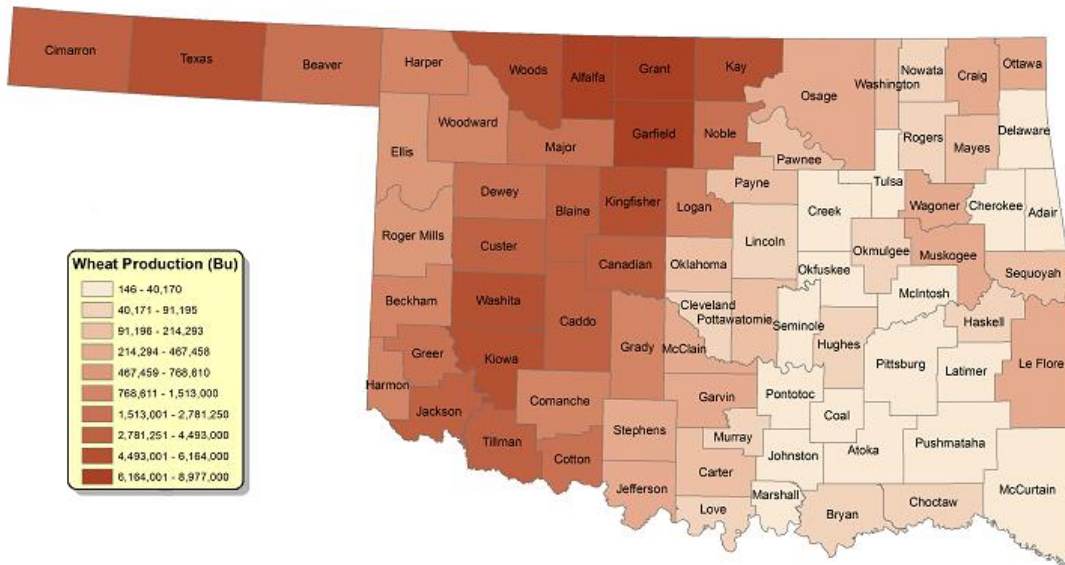 Cimarron
Texas
Beaver
Harper
Woods
Alfalfa
Grant
Kay
Osage
Washington
Nowata
Craig
Ottawa
Woodward
Ellis
Major
Garfield
Noble
Pawnee
Rogers
Mayes
Delaware
Dewey
Blaine
Kingfisher
Logan
Payne
Creek
Tulsa
Wagoner
Cherokee
Adair
Roger Mills
Custer
Canadian
Oklahoma
Lincoln
Okmulgee
Okfuskee
Muskogee
Sequoyah
Beckham
Washita
Caddo
Cleveland
Pottawatomie
Seminole
McIntosh
Haskell
Greer
Kiowa
Grady
McClain
Hughes
Pittsburg
Latimer
Le Flore
Harmon
Jackson
Comanche
Garvin
Pontotoc
Coal
Tillman
Cotton
Stephens
Murray
Johnston
Atoka
Pushmataha
Jefferson
Carter
Love
Marshall
Bryan
Choctaw
McCurtain
Wheat Production (Bu)
146 - 40,170
40,171 - 91,195
91,196 - 214,293
214,294 - 467,458
467,459 - 768,610
768,611 - 1,513,000
1,513,001 - 2,781,250
2,781,251 - 4,493,000
4,493,001 - 6,164,000
6,164,001 - 8,977,000